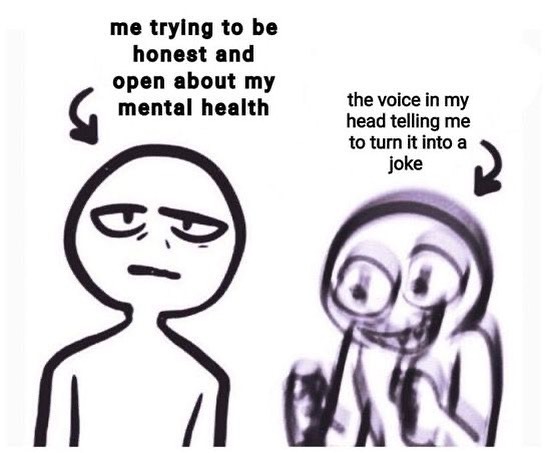 me trying to be
honest and
open about my
mental health
the voice in my
head telling me
to turn it into a
joke